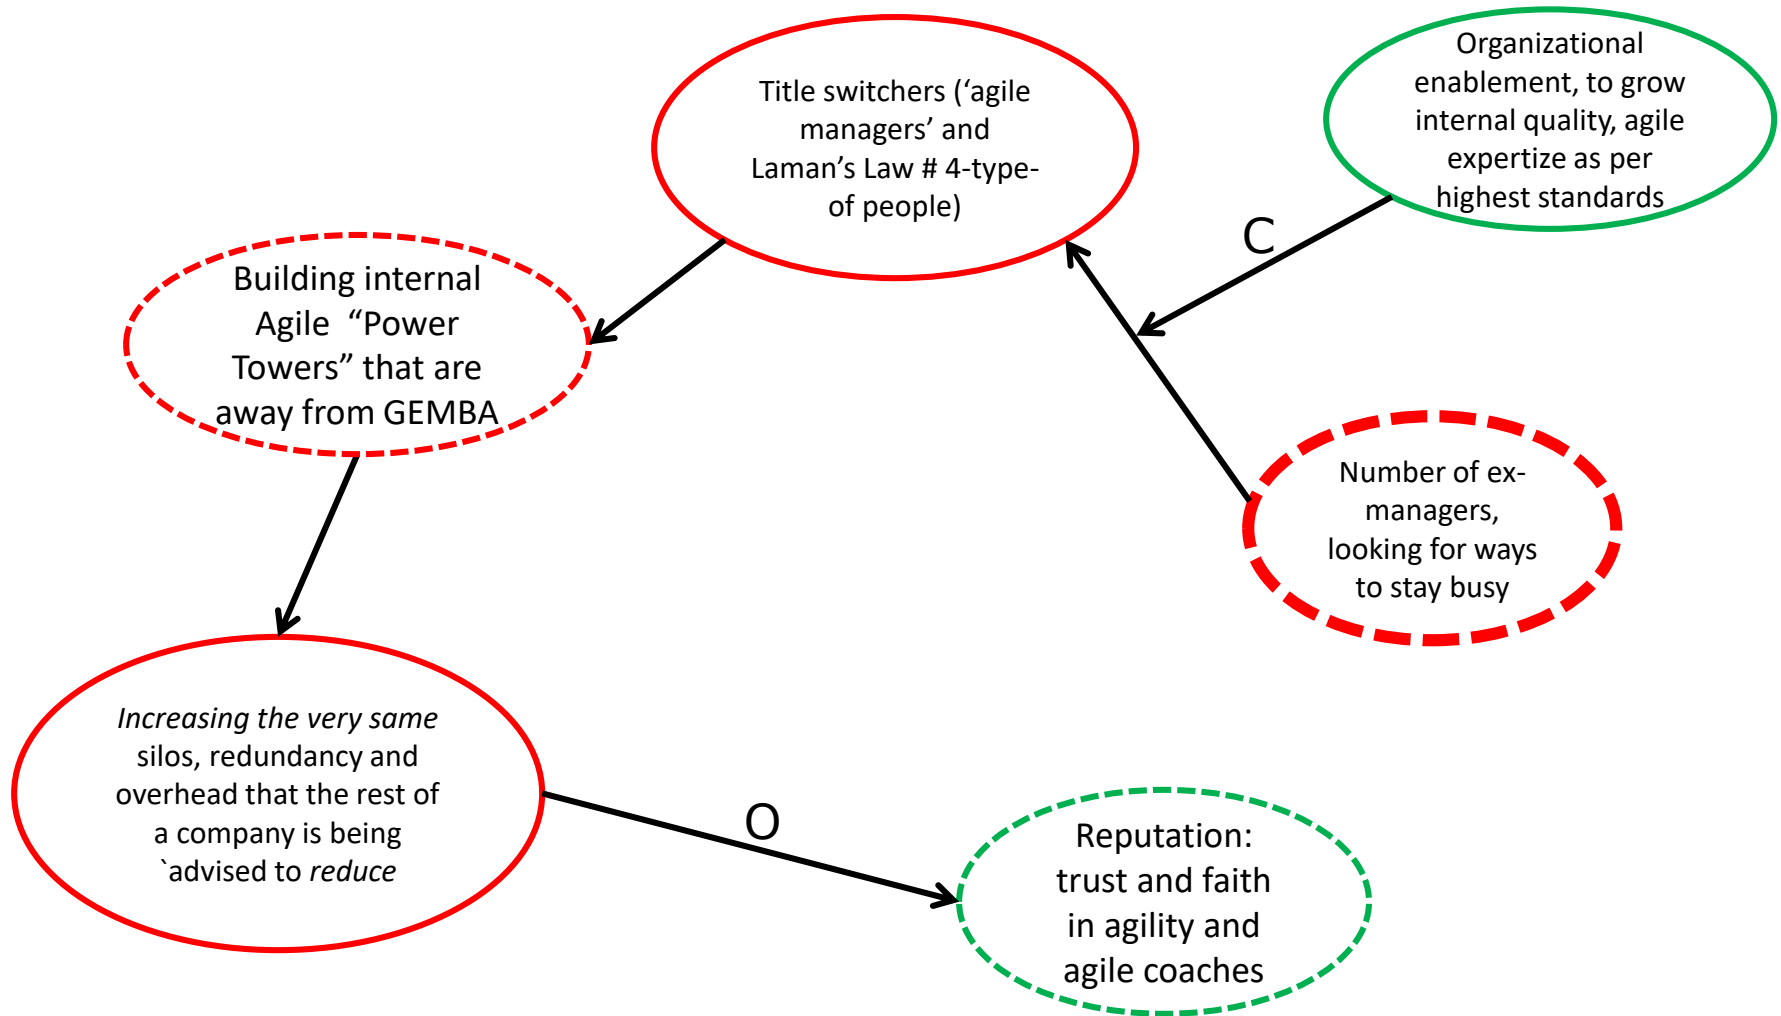 Title switchers (‘agile
managers’ and
Laman’s Law # 4-type-
of people)
Organizational
enablement, to grow
internal quality, agile
expertize as per
highest standards
C
Building internal
Agile “Power
Towers” that are
away from GEMBA
Number of ex-
managers,
looking for ways
to stay busy
Increasing the very same
silos, redundancy and
overhead that the rest of
a company is being
`advised to reduce
O
Reputation:
trust and faith
in agility and
agile coaches